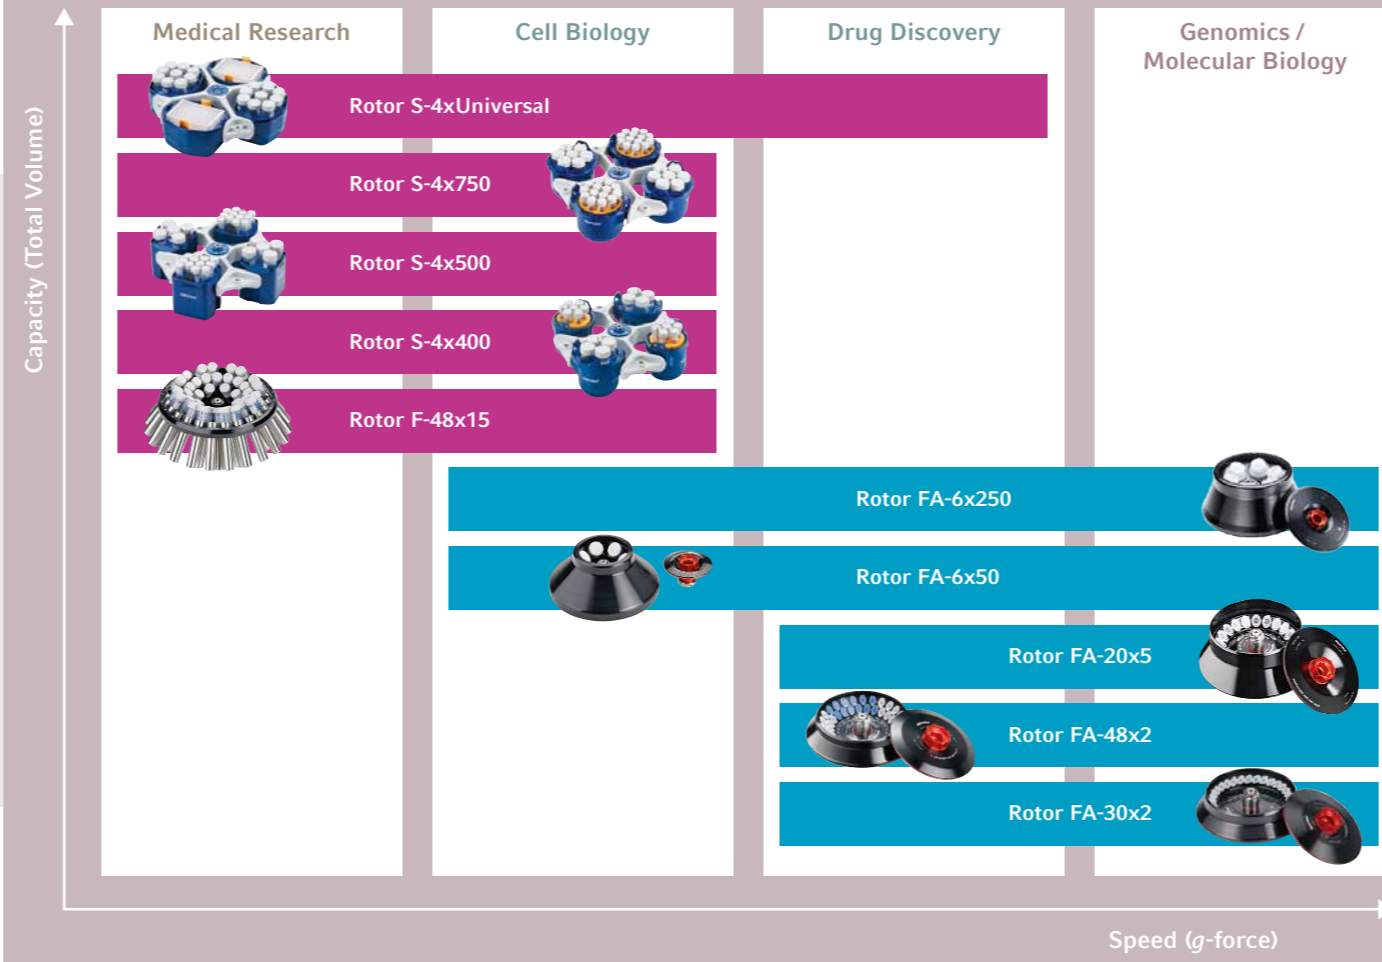 Medical Research
Cell Biology
Drug Discovery
Genomics /
Molecular Biology
Capacity (Total Volume)
Rotor S-4xUniversal
Rotor S-4x750
Rotor S-4x500
Rotor S-4x400
Rotor F-48x15
Rotor FA-6x250
Rotor FA-6x50
Rotor FA-20x5
Rotor FA-48x2
Rotor FA-30x2
Speed (g-force)